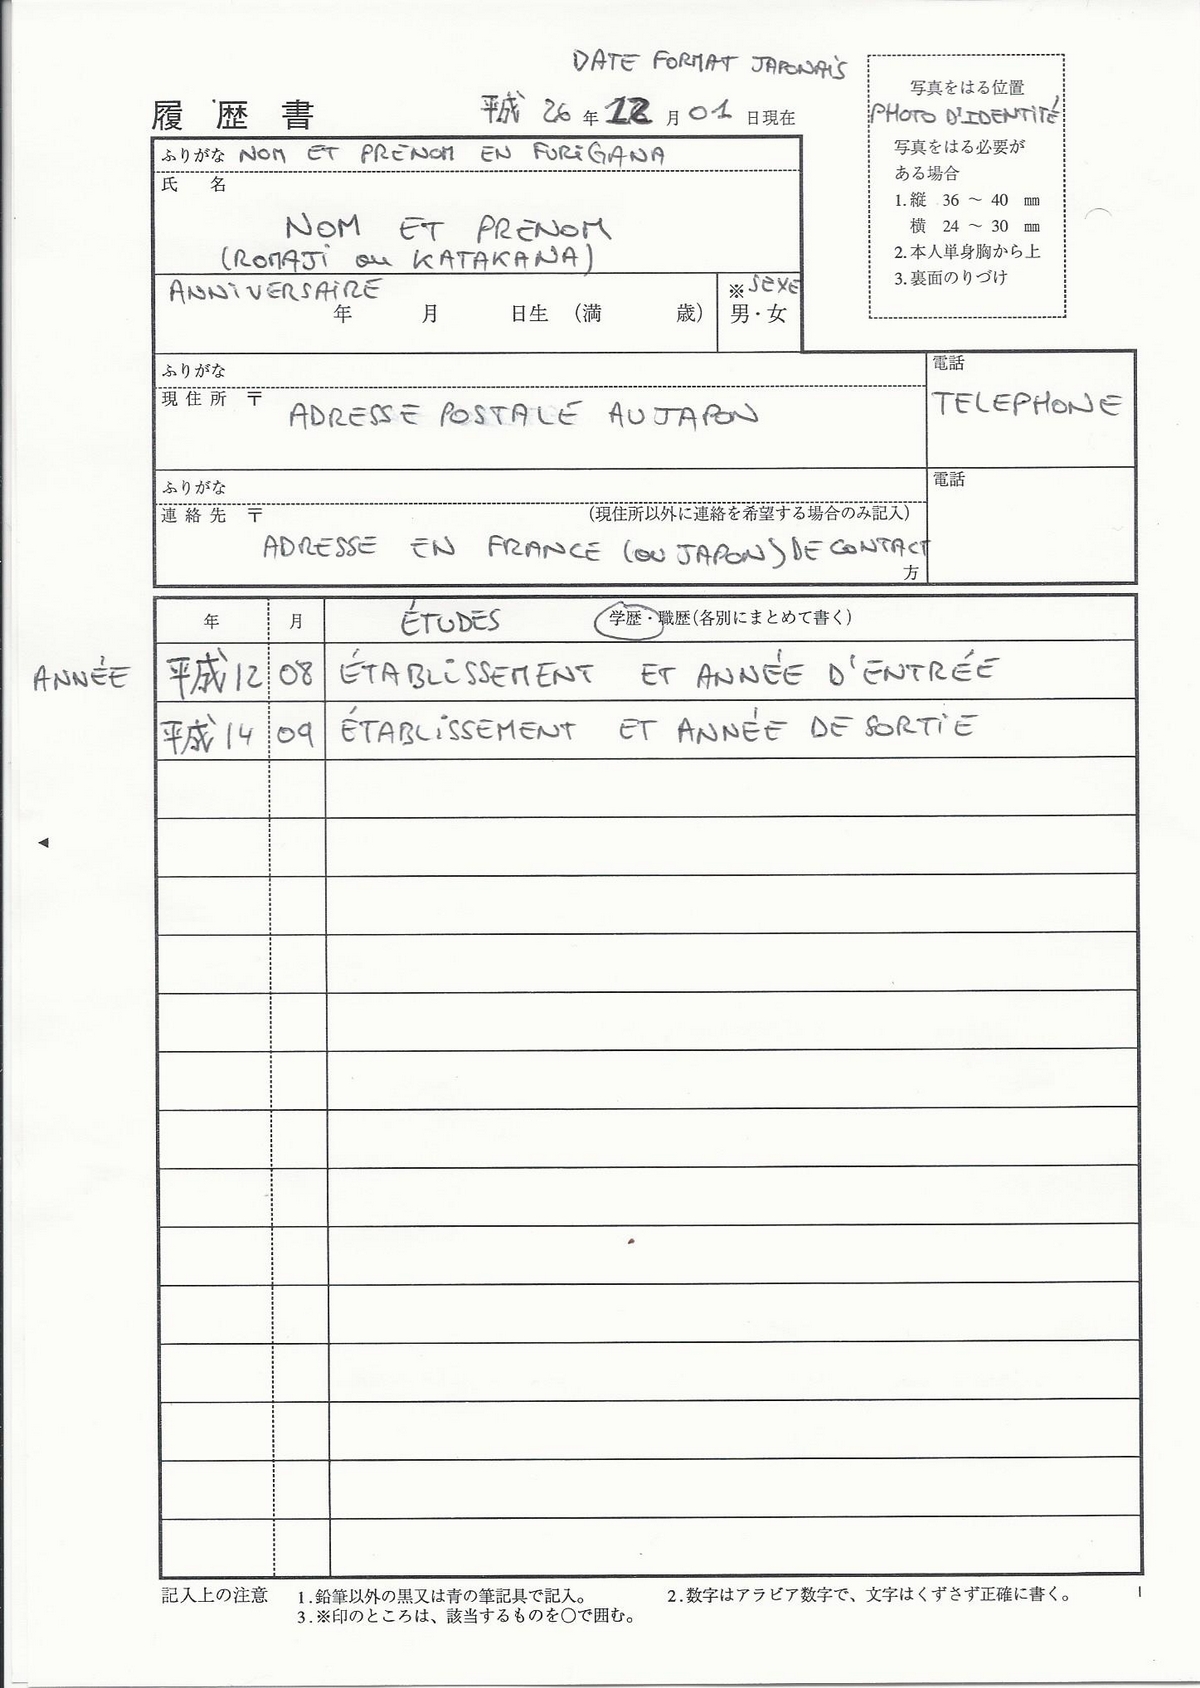 DATE FORMAT JAPONAIS
履歴書 平成 26 年 12 月 01 日現在
写真をはる位置
PHOTO D'IDENTITÉ
写真をはる必要が
ある場合
1.縦 36 ～ 40 mm
横 24 ～ 30 mm
2.本人単身胸から上
3.裏面のりづけ
ふりがな NOM ET PRENOM EN FURIGANA
氏 名
NOM ET PRENOM
(ROMAJI ou KATAKANA)
ANNIVERSAIRE
年 月 日生 (満 歳)
※ SEXE
男・女
ふりがな
現住所 〒
ADRESSE POSTALE AU JAPON
電話
TELEPHONE
ふりがな
連絡先 〒 (現住所以外に連絡を希望する場合のみ記入)
ADRESSE EN FRANCE (ou JAPON) DE CONTACT
方
電話
年 月 ÉTUDES 学歴・職歴(各別にまとめて書く)
ANNÉE 平成 12 08 ÉTABLISSEMENT ET ANNÉE D'ENTRÉE
平成 14 09 ÉTABLISSEMENT ET ANNÉE DE SORTIE
記入上の注意 1.鉛筆以外の黒又は青の筆記具で記入。 2.数字はアラビア数字で、文字はくずさず正確に書く。
3.※印のところは、該当するものを○で囲む。